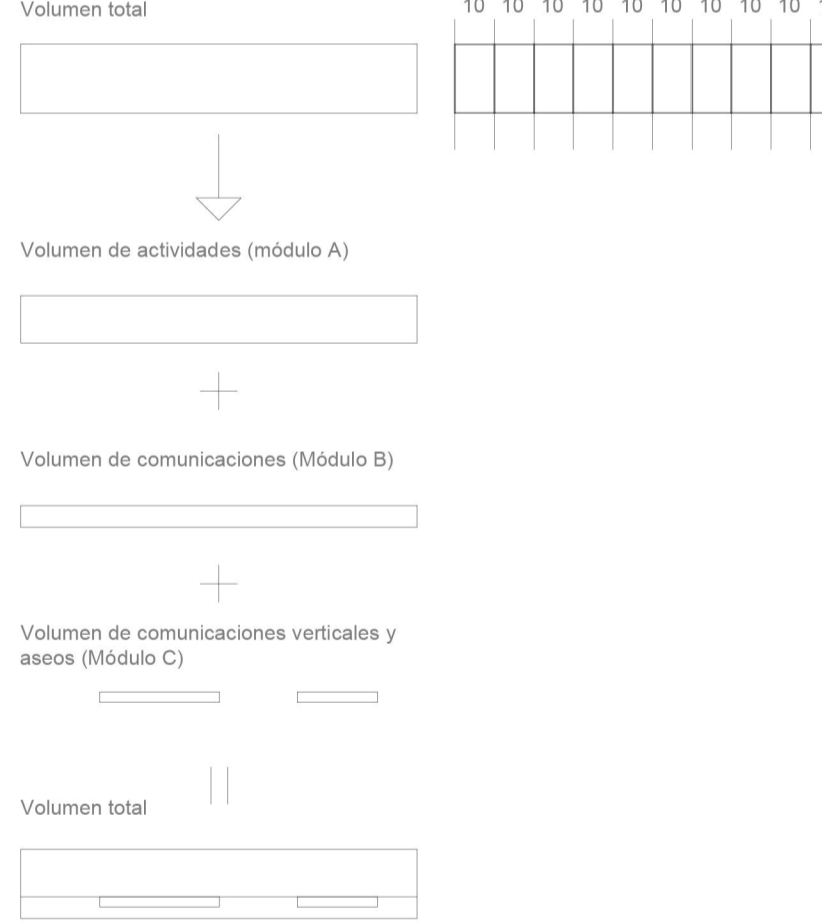 Volumen total
10 10 10 10 10 10 10 10 10
Volumen de actividades (módulo A)
Volumen de comunicaciones (Módulo B)
Volumen de comunicaciones verticales y
aseos (Módulo C)
Volumen total